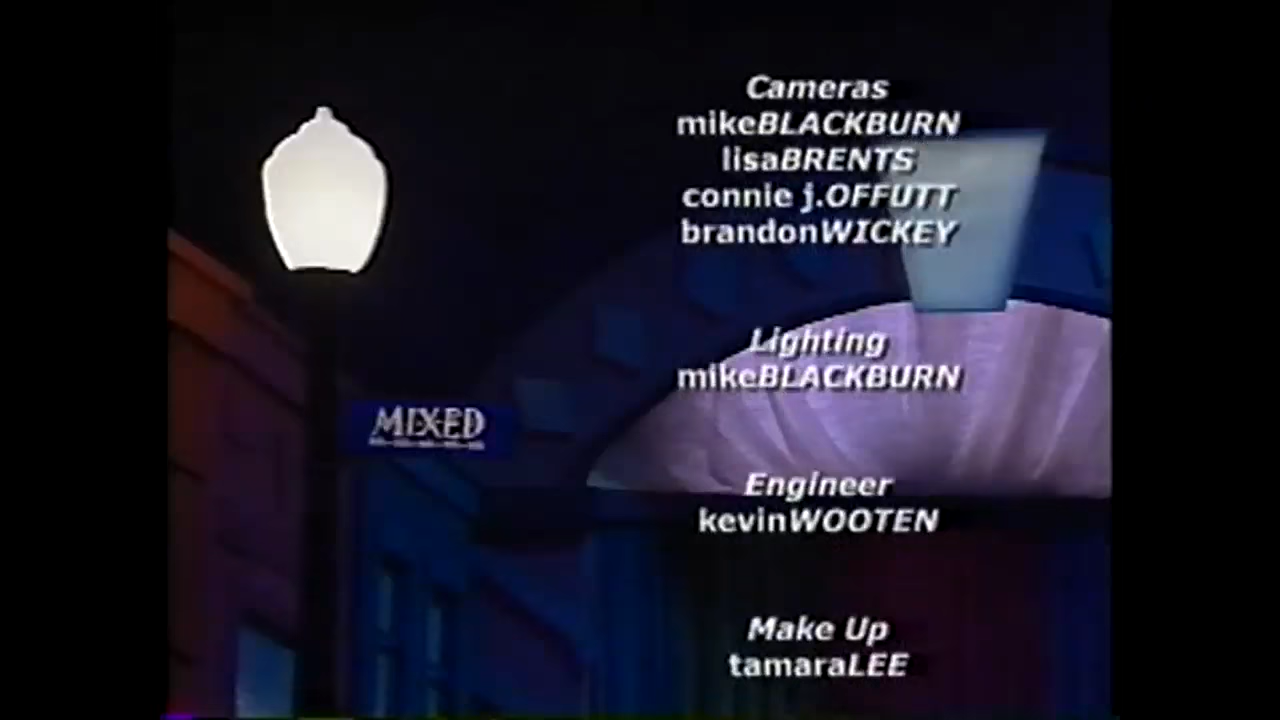 Cameras
mikeBLACKBURN
lisaBRENTS
connie j.OFFUTT
brandonWICKEY
Lighting
mikeBLACKBURN
MIXED
Engineer
kevinWOOTEN
Make Up
tamaraLEE